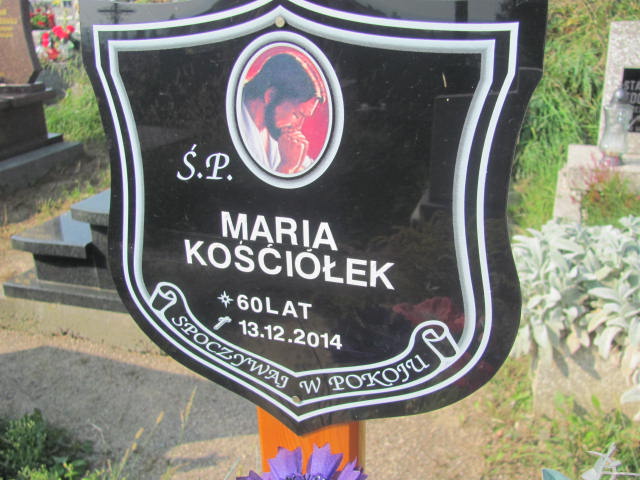 Ś.P.
MARIA
KOŚCIÓŁEK
60 LAT
13.12.2014
SPOCZYWAJ W POKOJU